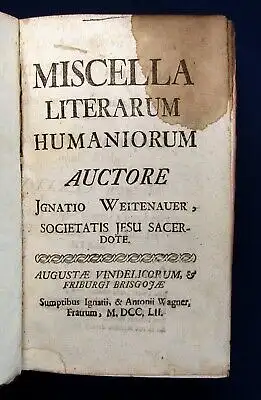 MISCELLA
LITERARUM
HUMANIORUM
AUCTORE
JGNATIO WEITENAUER,
SOCIETATIS JESU SACER-
DOTE.
AUGUSTÆ VINDELICORUM, &
FRIBURGI BRISGOJÆ
Sumptibus Ignatii, & Antonii Wagner,
Fratrum, M, DCC, LII.